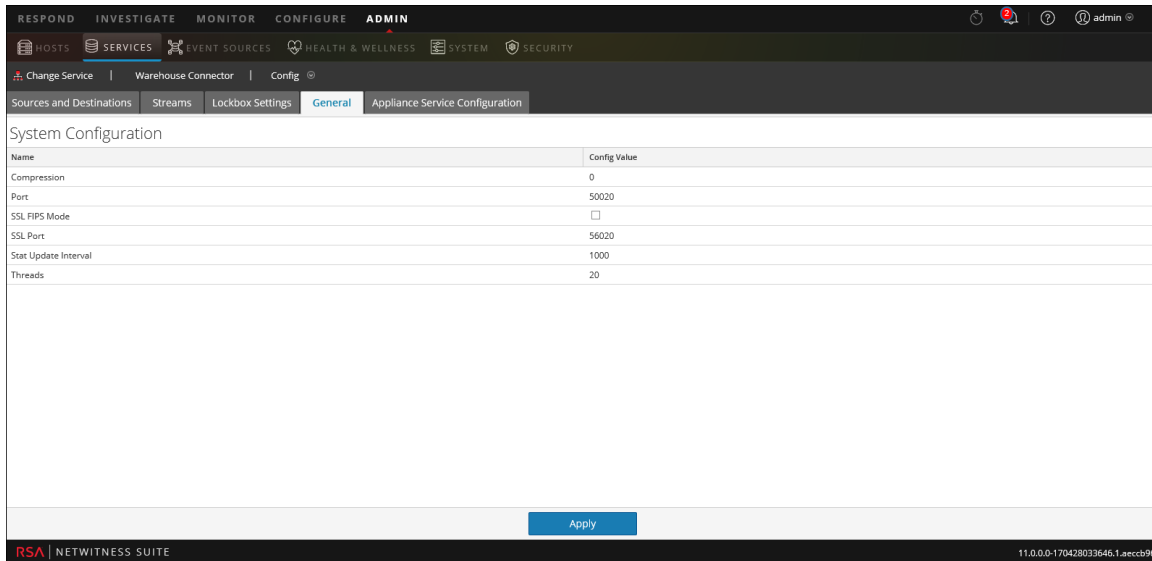 RESPOND INVESTIGATE MONITOR CONFIGURE ADMIN 2 ? admin
HOSTS SERVICES EVENT SOURCES HEALTH & WELLNESS SYSTEM SECURITY
Change Service | Warehouse Connector | Config
Sources and Destinations Streams Lockbox Settings General Appliance Service Configuration
System Configuration
Name Config Value
Compression 0
Port 50020
SSL FIPS Mode
SSL Port 56020
Stat Update Interval 1000
Threads 20
Apply
RSA | NETWITNESS SUITE 11.0.0.0-170428033646.1.aeccb9